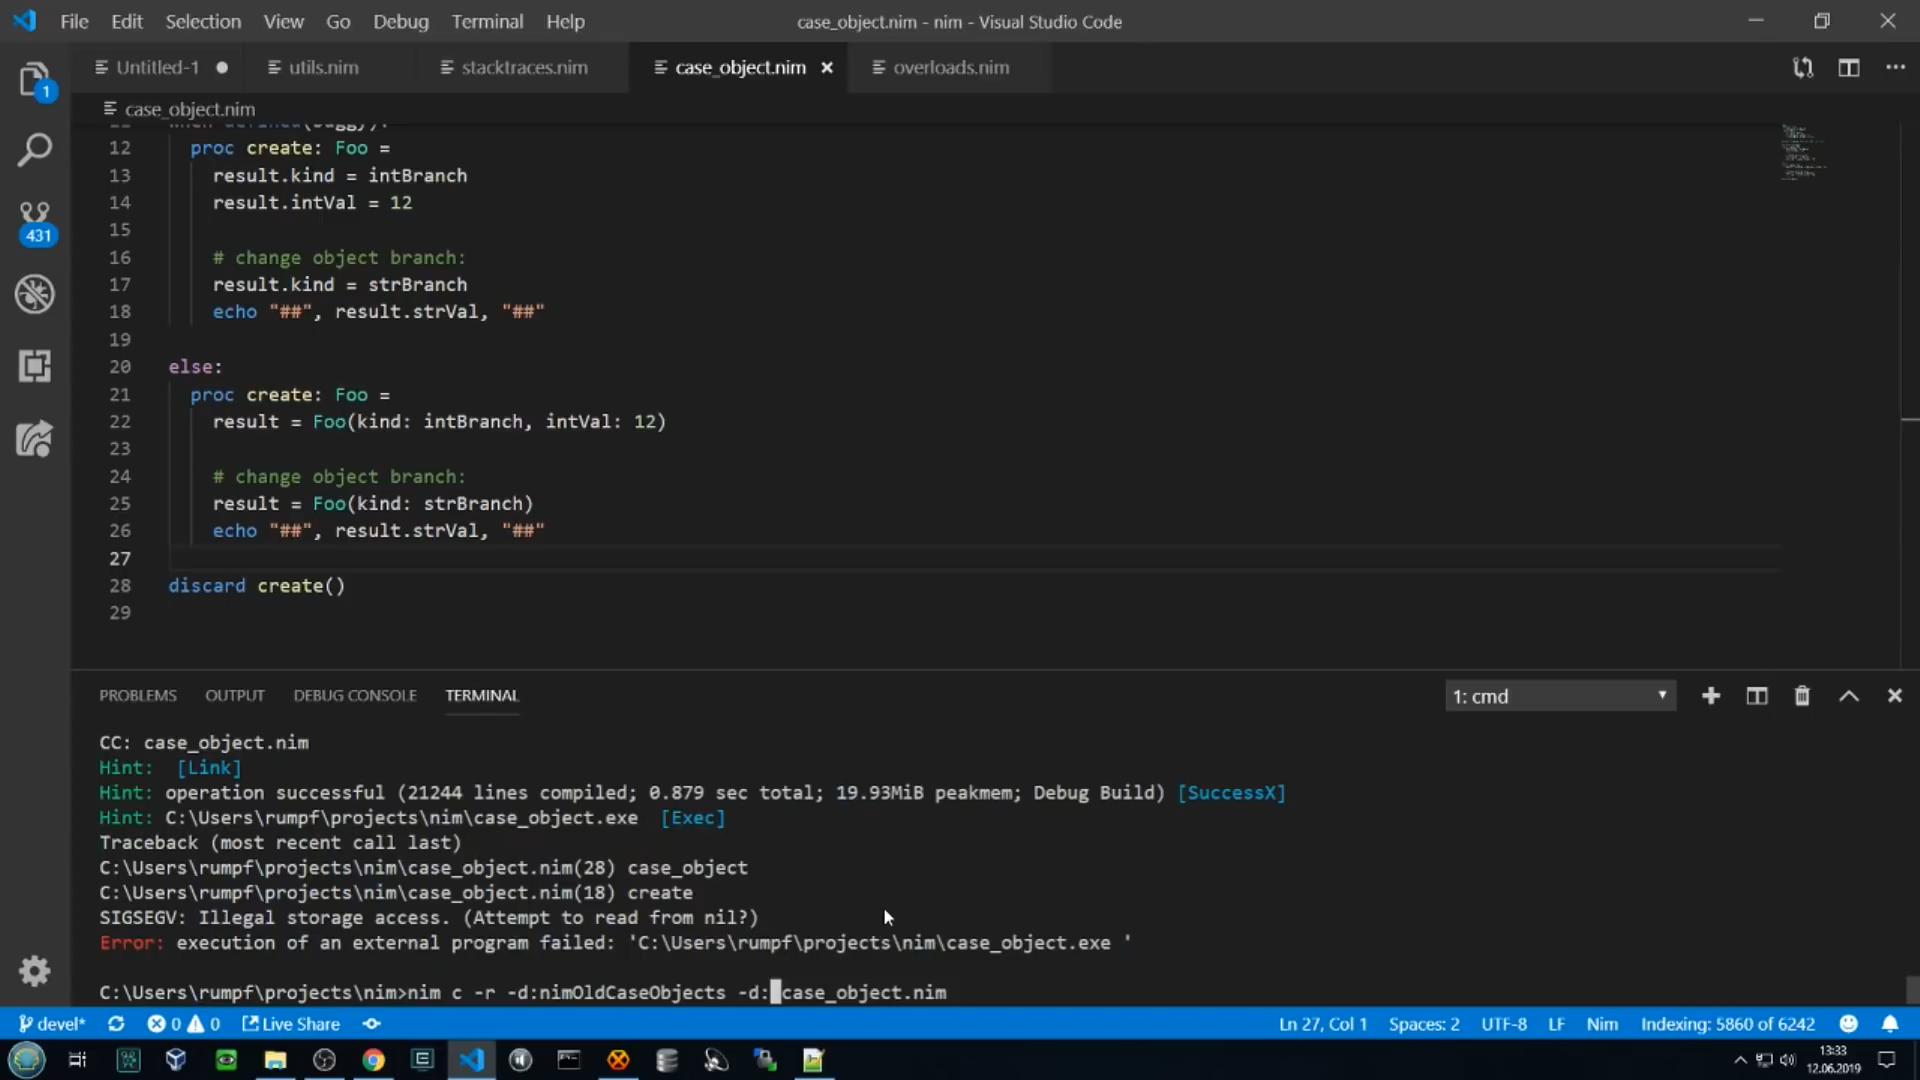 File Edit Selection View Go Debug Terminal Help
case_object.nim - nim - Visual Studio Code
Untitled-1
utils.nim
stacktraces.nim
case_object.nim
overloads.nim
case_object.nim
1
431
12 proc create: Foo =
13 result.kind = intBranch
14 result.intVal = 12
15
16 # change object branch:
17 result.kind = strBranch
18 echo "##", result.strVal, "##"
19
20 else:
21 proc create: Foo =
22 result = Foo(kind: intBranch, intVal: 12)
23
24 # change object branch:
25 result = Foo(kind: strBranch)
26 echo "##", result.strVal, "##"
27
28 discard create()
29
PROBLEMS OUTPUT DEBUG CONSOLE TERMINAL
1: cmd
CC: case_object.nim
Hint: [Link]
Hint: operation successful (21244 lines compiled; 0.879 sec total; 19.93MiB peakmem; Debug Build) [SuccessX]
Hint: C:\Users\rumpf\projects\nim\case_object.exe [Exec]
Traceback (most recent call last)
C:\Users\rumpf\projects\nim\case_object.nim(28) case_object
C:\Users\rumpf\projects\nim\case_object.nim(18) create
SIGSEGV: Illegal storage access. (Attempt to read from nil?)
Error: execution of an external program failed: 'C:\Users\rumpf\projects\nim\case_object.exe '
C:\Users\rumpf\projects\nim>nim c -r -d:nimOldCaseObjects -d: case_object.nim
devel* 0 0 Live Share
Ln 27, Col 1 Spaces: 2 UTF-8 LF Nim Indexing: 5860 of 6242
13:33
12.06.2019